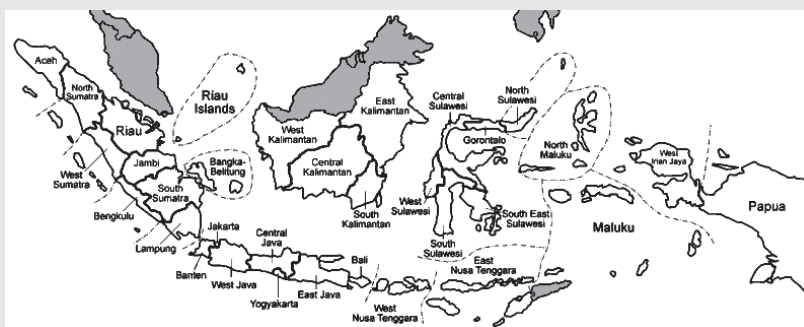 Aceh
North
Sumatra
Riau
Islands
Riau
West
Sumatra
Jambi
Bangka-
Belitung
South
Sumatra
Bengkulu
Lampung
Jakarta
Banten
West Java
Central
Java
Yogyakarta
East Java
Bali
West
Nusa Tenggara
East
Nusa Tenggara
West
Kalimantan
Central
Kalimantan
East
Kalimantan
South
Kalimantan
Central
Sulawesi
North
Sulawesi
Gorontalo
West
Sulawesi
South
Sulawesi
South East
Sulawesi
North
Maluku
Maluku
West
Irian Jaya
Papua